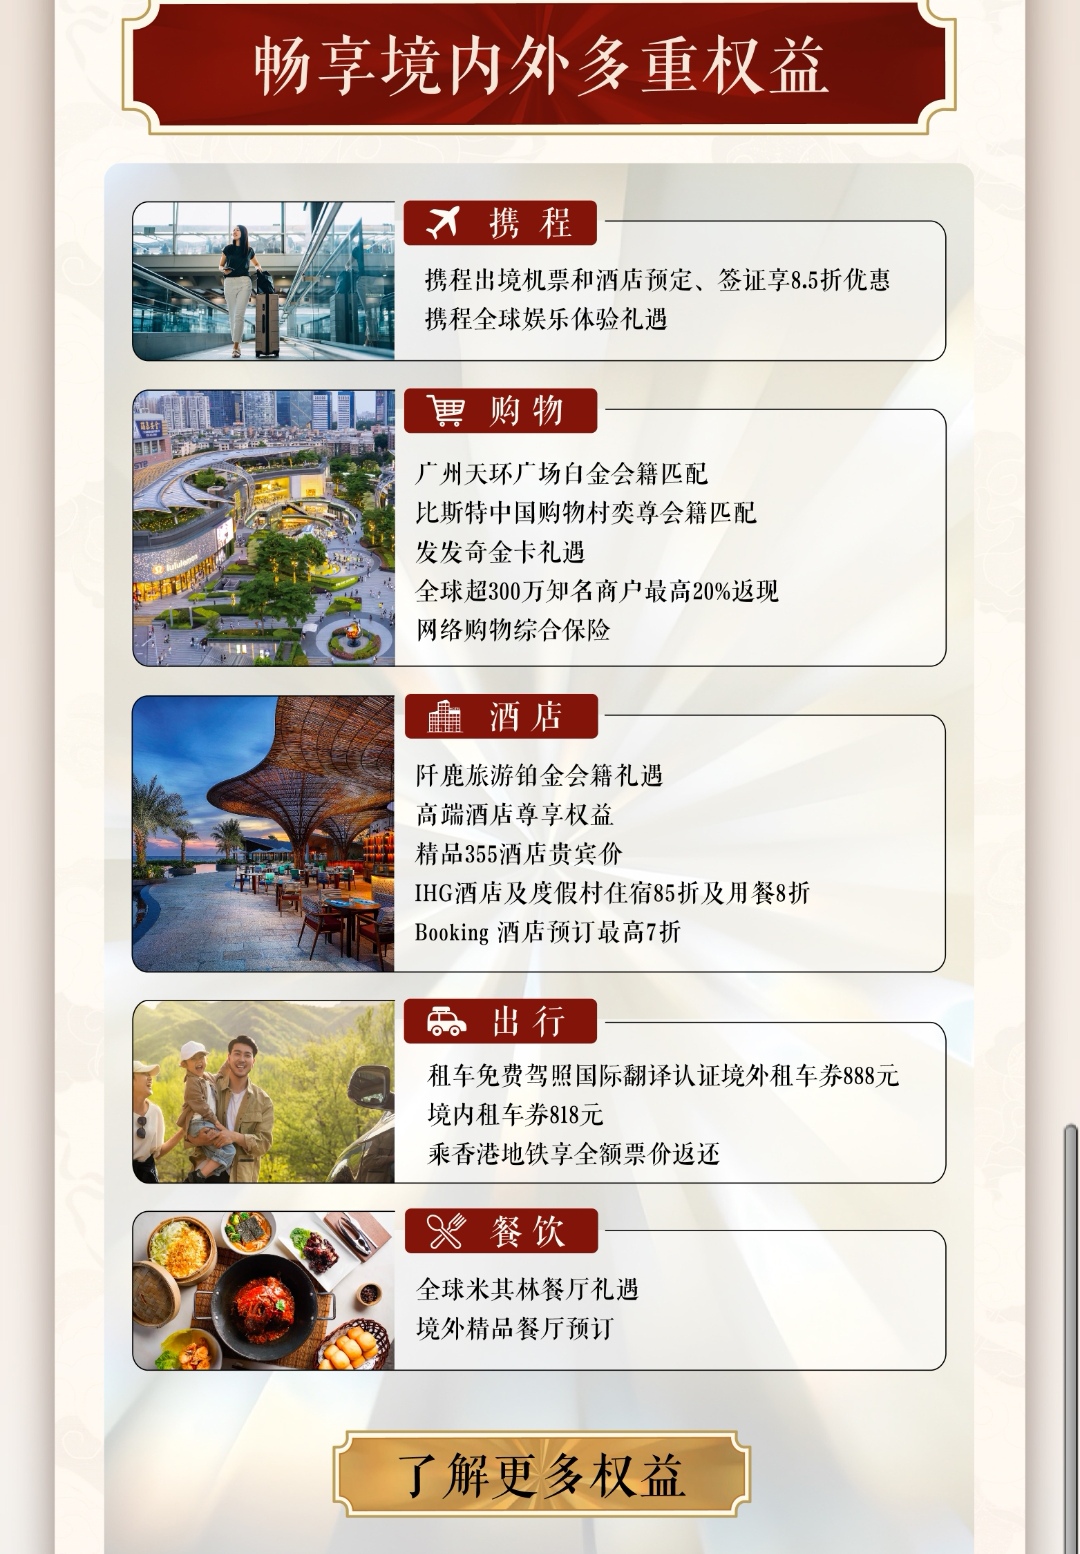 畅享境内外多重权益
携程
携程出境机票和酒店预定、签证享8.5折优惠
携程全球娱乐体验礼遇
购物
广州天环广场白金会籍匹配
比斯特中国购物村奕尊会籍匹配
发发奇金卡礼遇
全球超300万知名商户最高20%返现
网络购物综合保险
酒店
阡鹿旅游铂金会籍礼遇
高端酒店尊享权益
精品355酒店贵宾价
IHG酒店及度假村住宿85折及用餐8折
Booking 酒店预订最高7折
出行
租车免费驾照国际翻译认证境外租车券888元
境内租车券818元
乘香港地铁享全额票价返还
餐饮
全球米其林餐厅礼遇
境外精品餐厅预订
了解更多权益